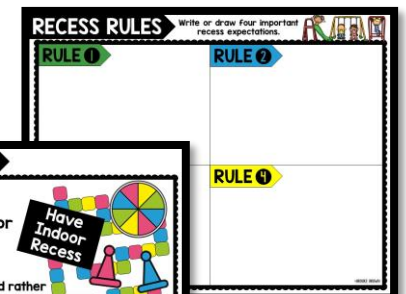 RECESS RULES
Write or draw four important
recess expectations.
RULE 1
RULE 2
or
Have
Indoor
Recess
RULE 4
d rather